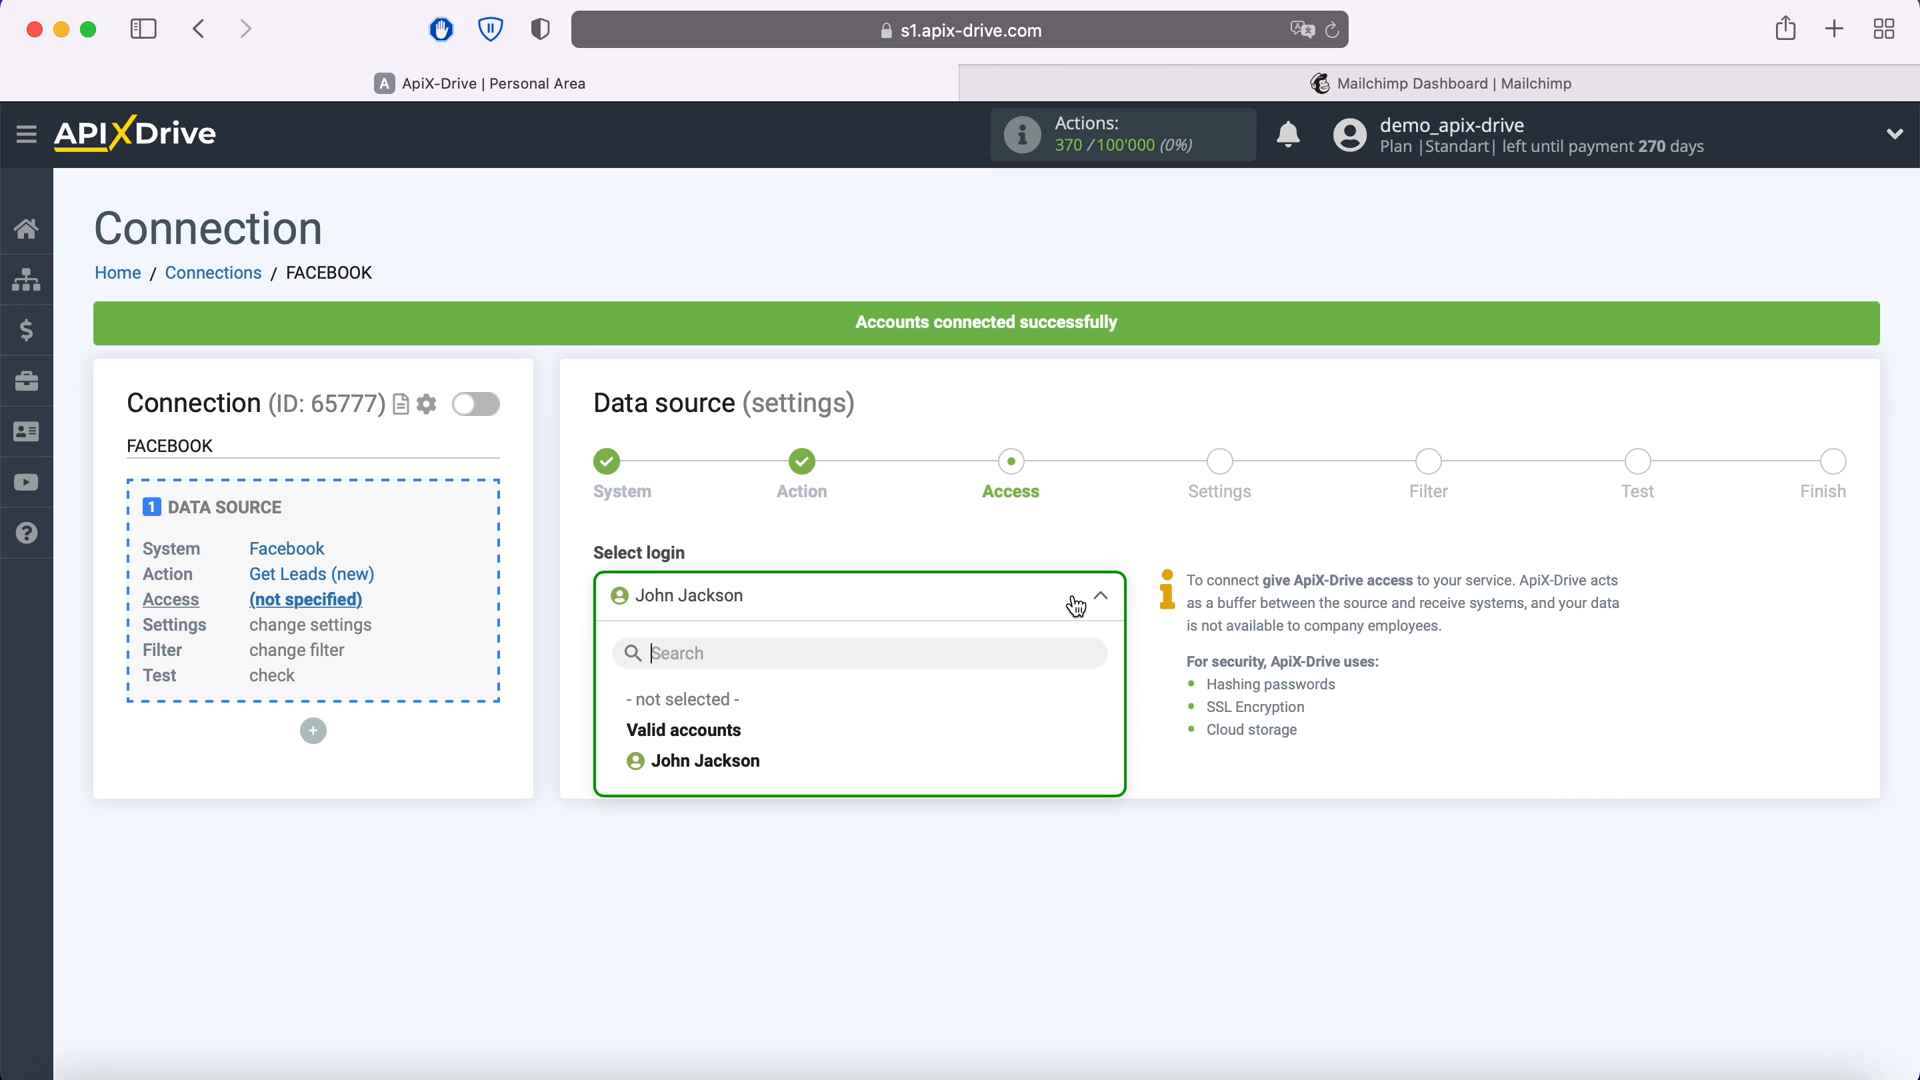 s1.apix-drive.com
A ApiX-Drive | Personal Area
Mailchimp Dashboard | Mailchimp
APIXDrive
Actions:
370 /100'000 (0%)
demo_apix-drive
Plan |Standart| left until payment 270 days
Connection
Home / Connections / FACEBOOK
Accounts connected successfully
Connection (ID: 65777)
FACEBOOK
1 DATA SOURCE
System Facebook
Action Get Leads (new)
Access (not specified)
Settings change settings
Filter change filter
Test check
Data source (settings)
System Action Access Settings Filter Test Finish
Select login
John Jackson
Search
- not selected -
Valid accounts
John Jackson
To connect give ApiX-Drive access to your service. ApiX-Drive acts
as a buffer between the source and receive systems, and your data
is not available to company employees.
For security, ApiX-Drive uses:
Hashing passwords
SSL Encryption
Cloud storage